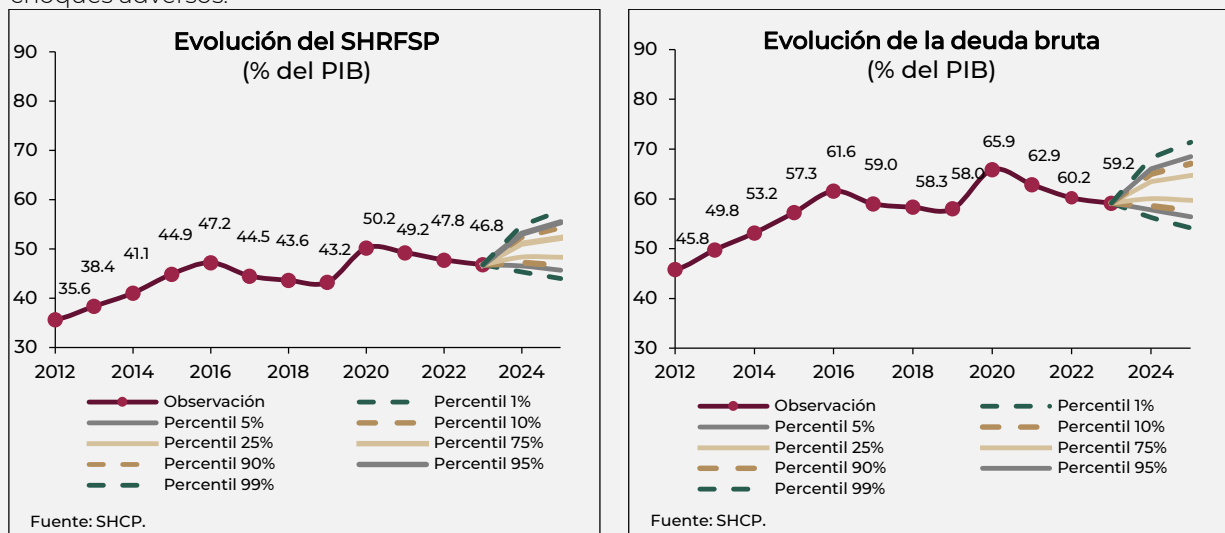 choques adversos.
Evolución del SHRFSP
(% del PIB)
90
80
70
60
50
40
30
35.6
38.4
41.1
44.9
47.2
44.5
43.6
43.2
50.2
49.2
47.8
46.8
2012 2014 2016 2018 2020 2022 2024
Observación Percentil 1%
Percentil 5% Percentil 10%
Percentil 25% Percentil 75%
Percentil 90% Percentil 95%
Percentil 99%
Fuente: SHCP.
Evolución de la deuda bruta
(% del PIB)
90
80
70
60
50
40
30
45.8
49.8
53.2
57.3
61.6
59.0
58.3
58.0
65.9
62.9
60.2
59.2
2012 2014 2016 2018 2020 2022 2024
Observación Percentil 1%
Percentil 5% Percentil 10%
Percentil 25% Percentil 75%
Percentil 90% Percentil 95%
Percentil 99%
Fuente: SHCP.